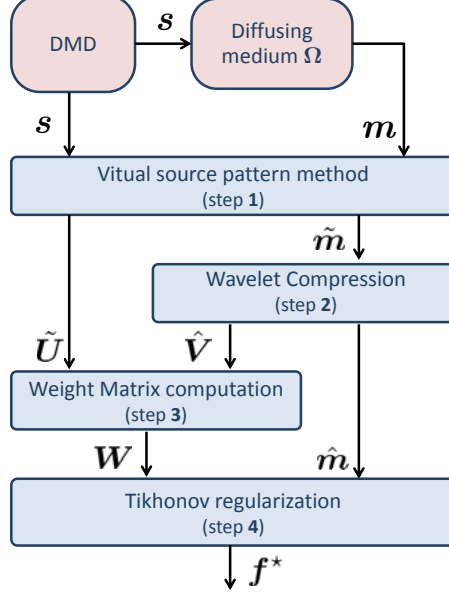 s
DMD
Diffusing
medium Ω
s
m
Vitual source pattern method
(step 1)
m̃
Wavelet Compression
(step 2)
Ũ
V̂
Weight Matrix computation
(step 3)
W
m̂
Tikhonov regularization
(step 4)
f⋆